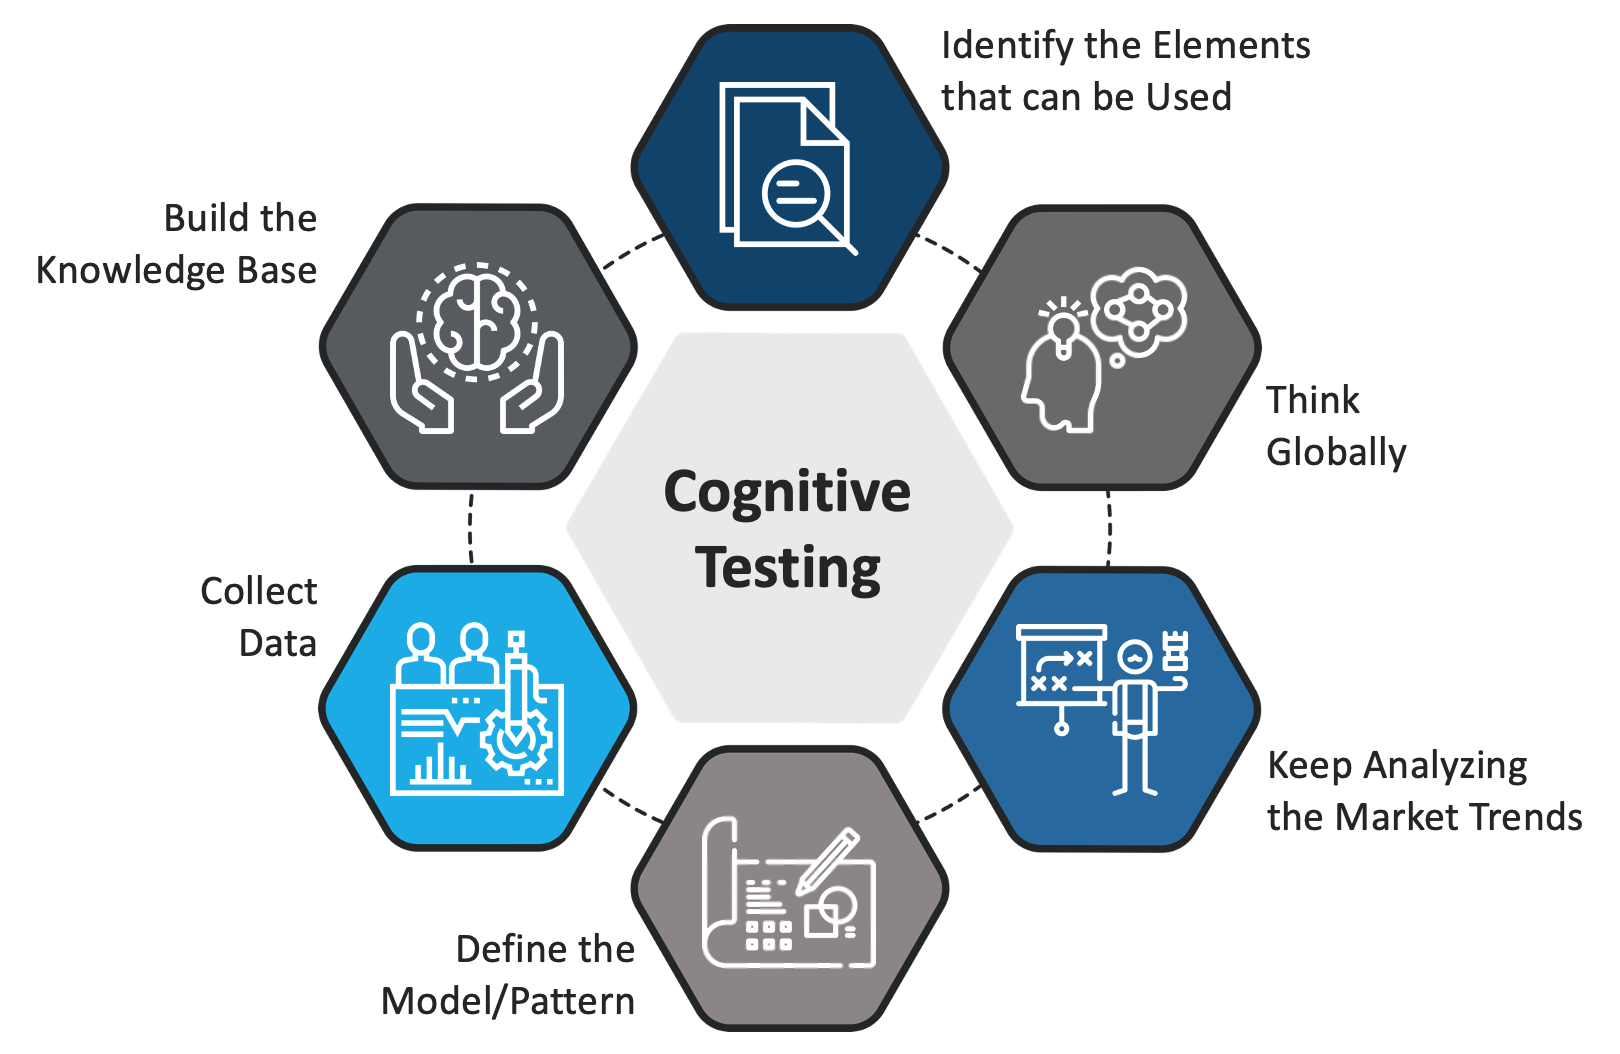 Identify the Elements
that can be Used
Build the
Knowledge Base
Think
Globally
Cognitive
Testing
Collect
Data
Keep Analyzing
the Market Trends
Define the
Model/Pattern